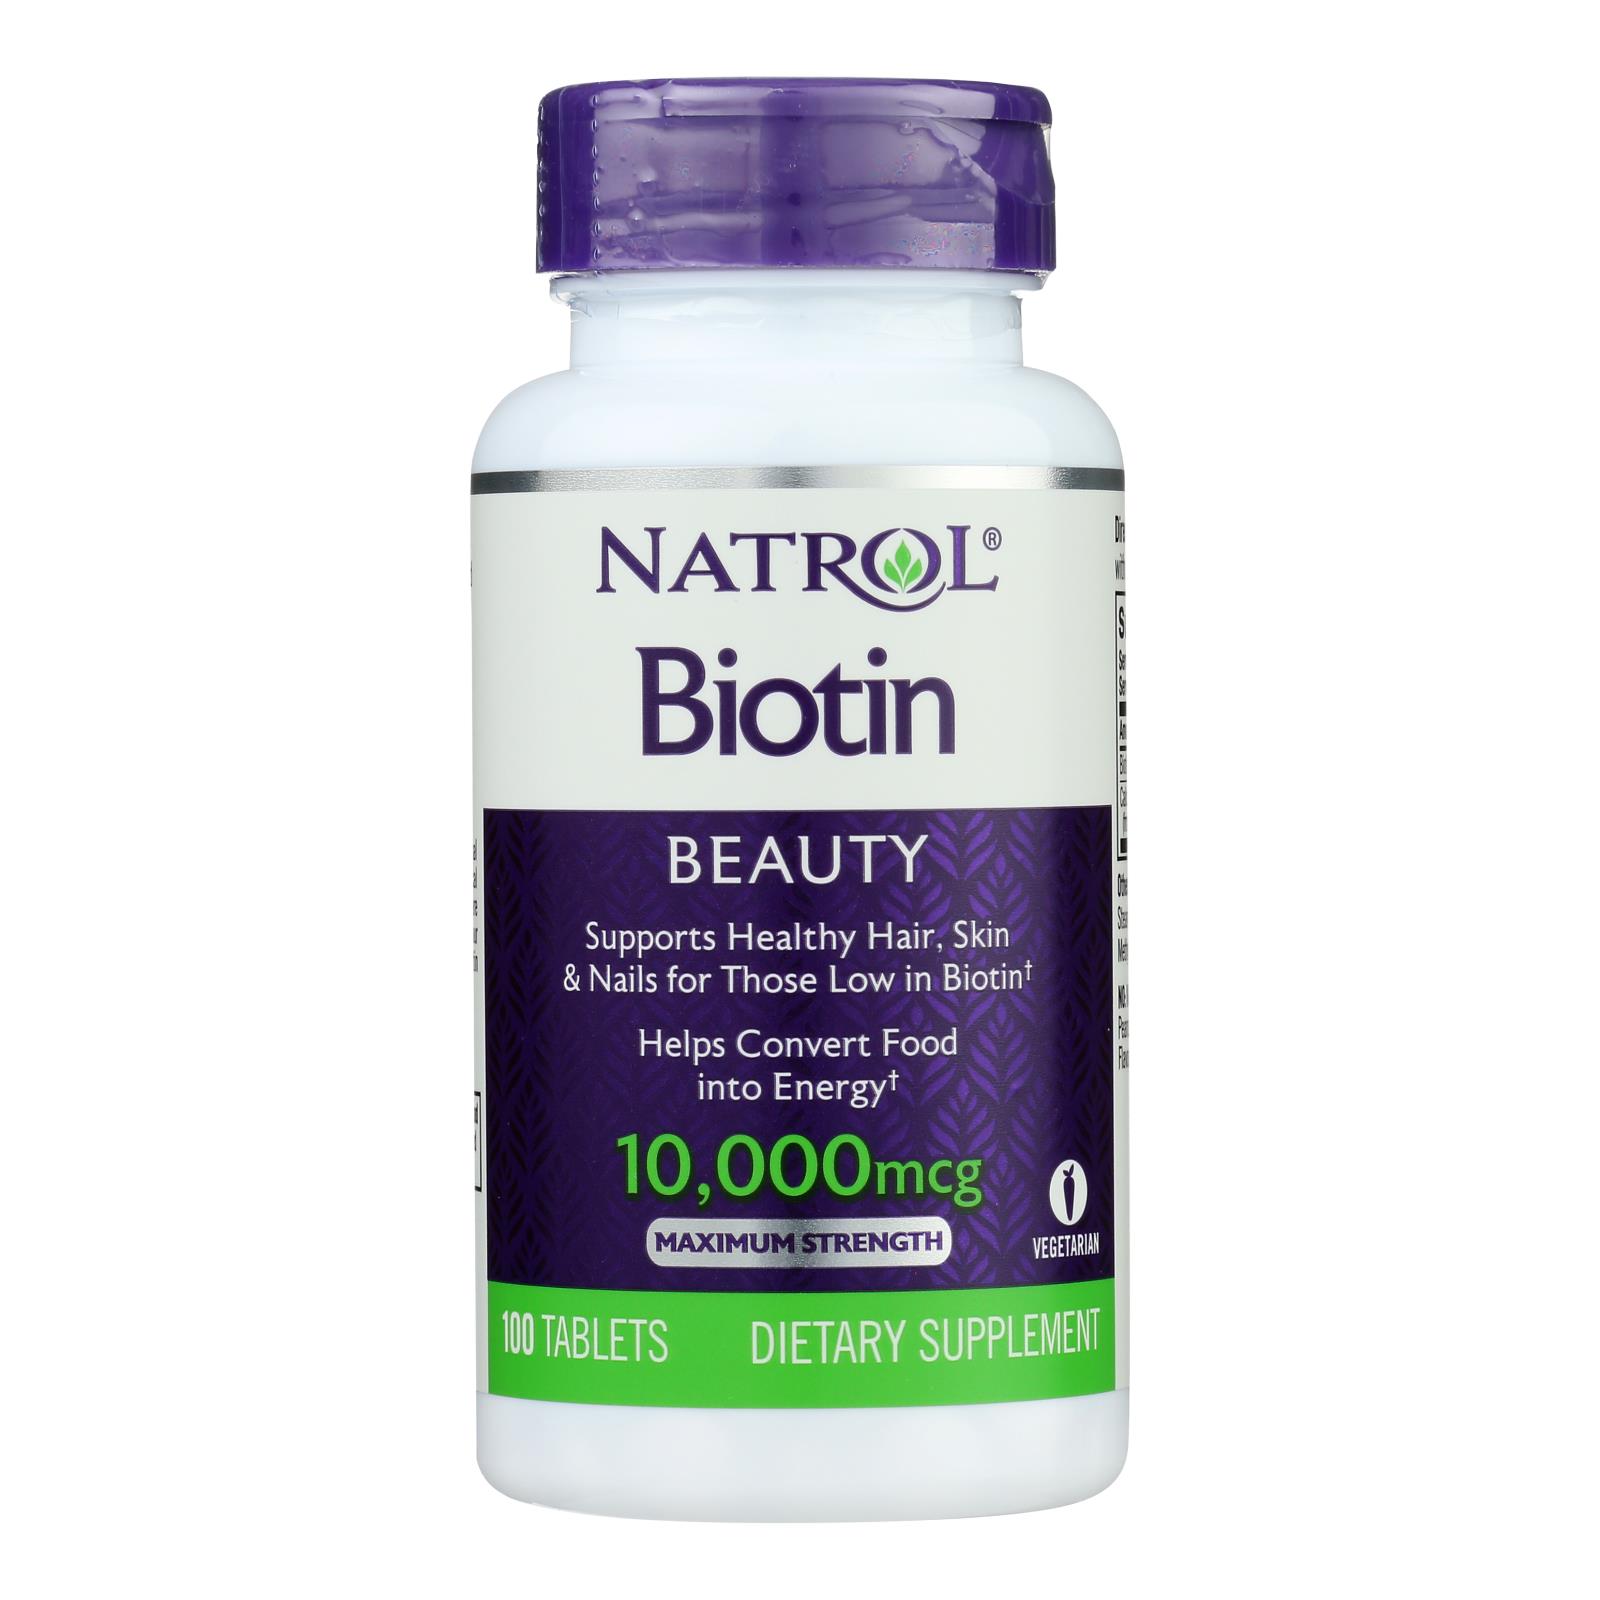 NATROL®
Biotin
BEAUTY
Supports Healthy Hair, Skin
& Nails for Those Low in Biotin†
Helps Convert Food
into Energy†
10,000mcg
MAXIMUM STRENGTH
VEGETARIAN
100 TABLETS DIETARY SUPPLEMENT